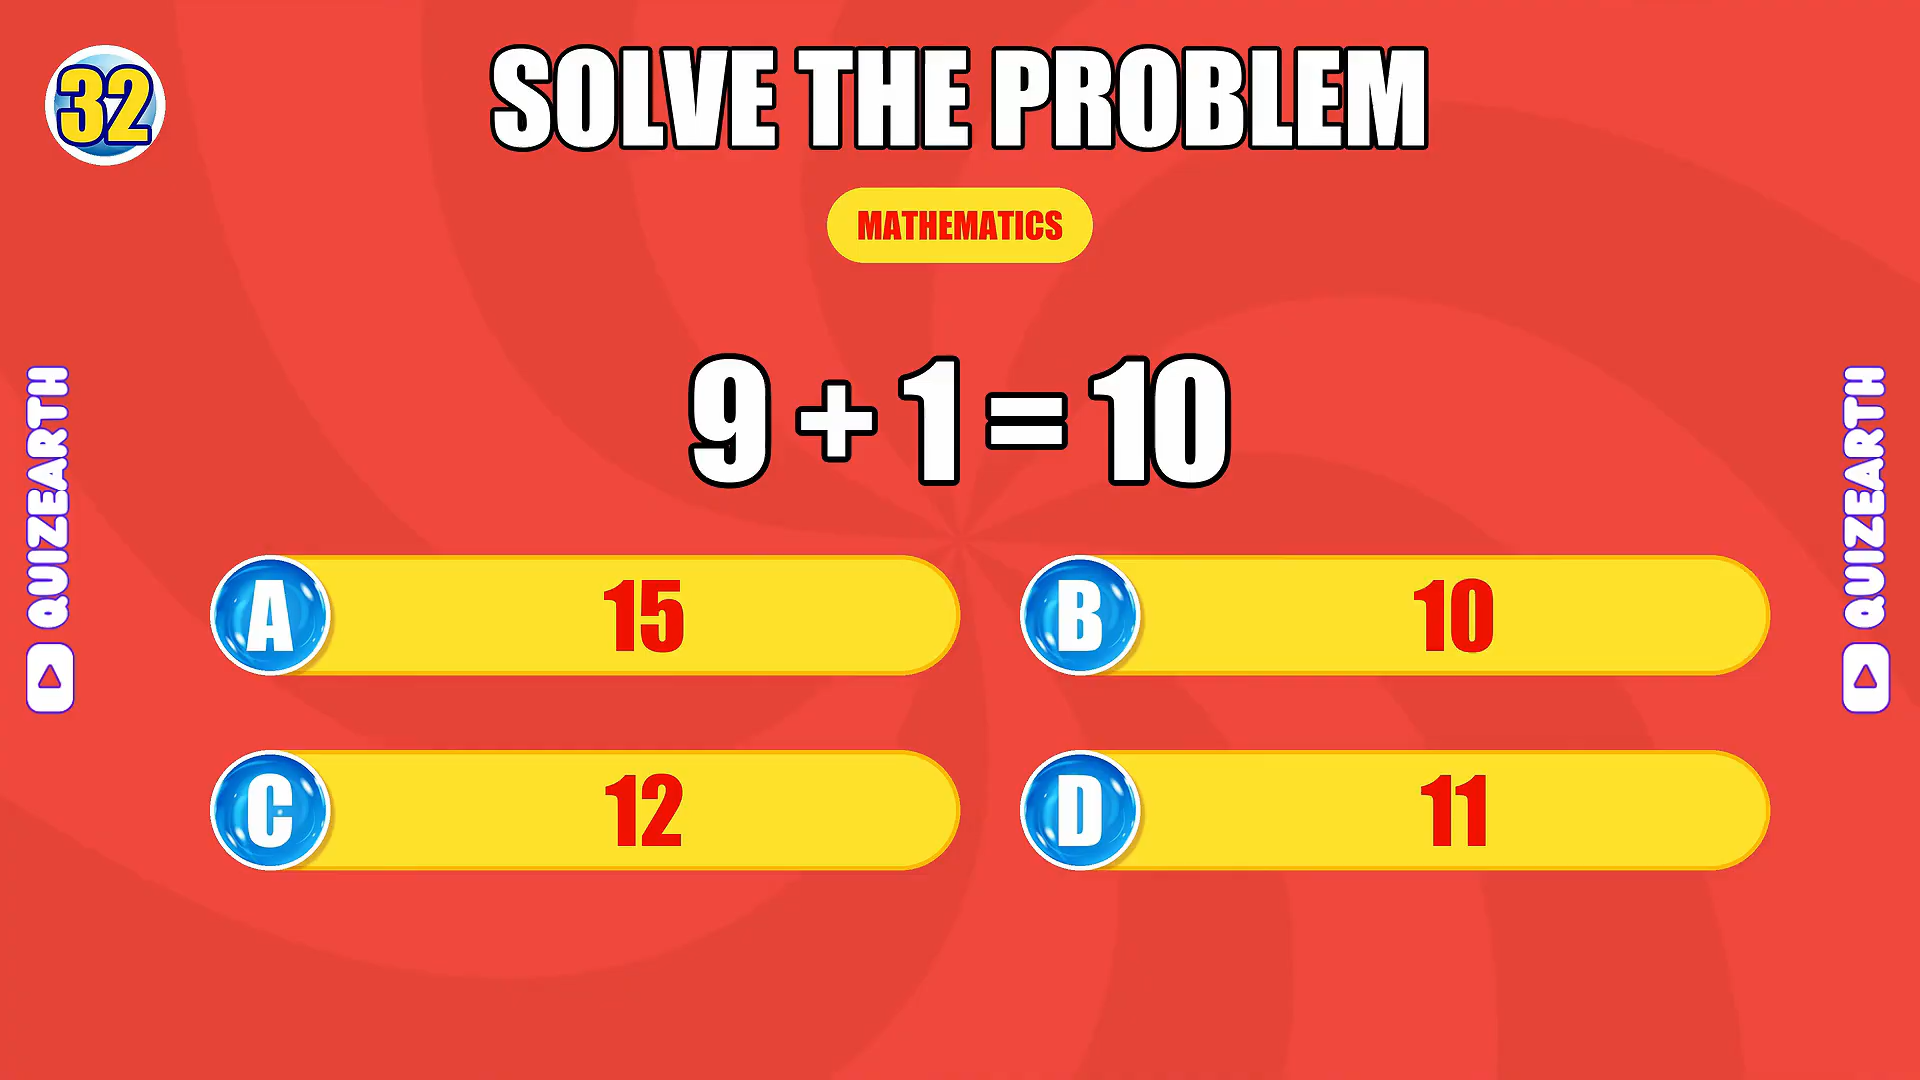 32
SOLVE THE PROBLEM
MATHEMATICS
9 + 1 = 10
A 15
B 10
C 12
D 11
QUIZEARTH
QUIZEARTH